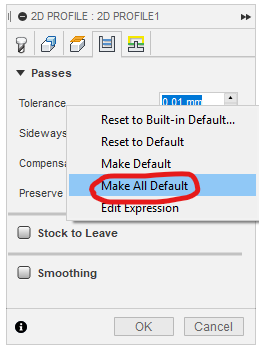 2D PROFILE : 2D PROFILE1
Passes
Tolerance 0.01 mm
Reset to Built-in Default...
Sideways
Reset to Default
Compensa
Make Default
Make All Default
Preserve
Edit Expression
Stock to Leave
Smoothing
OK Cancel